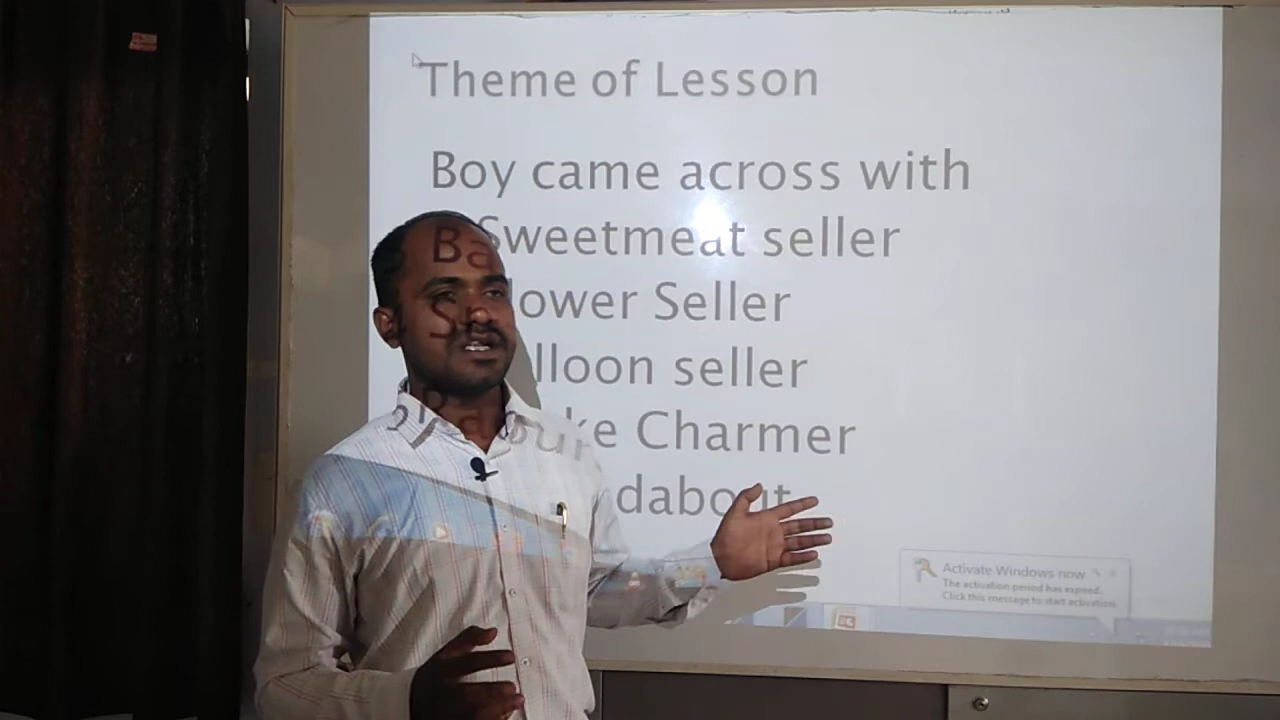 Theme of Lesson
Boy came across with
Sweetmeat seller
lower Seller
lloon seller
ke Charmer
dabout
Activate Windows now
The activation period has expired.
Click this message to start activation.